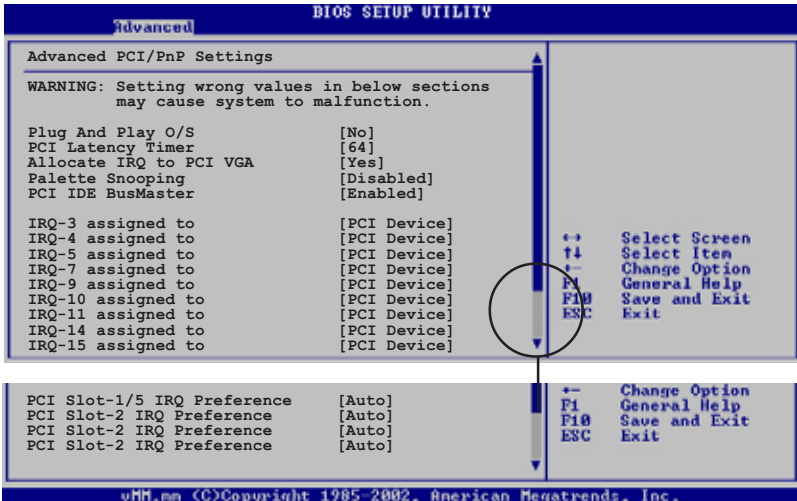 BIOS SETUP UTILITY
Advanced
Advanced PCI/PnP Settings
WARNING: Setting wrong values in below sections
may cause system to malfunction.
Plug And Play O/S [No]
PCI Latency Timer [64]
Allocate IRQ to PCI VGA [Yes]
Palette Snooping [Disabled]
PCI IDE BusMaster [Enabled]
IRQ-3 assigned to [PCI Device]
IRQ-4 assigned to [PCI Device]
IRQ-5 assigned to [PCI Device]
IRQ-7 assigned to [PCI Device]
IRQ-9 assigned to [PCI Device]
IRQ-10 assigned to [PCI Device]
IRQ-11 assigned to [PCI Device]
IRQ-14 assigned to [PCI Device]
IRQ-15 assigned to [PCI Device]
↔ Select Screen
↑↓ Select Item
+- Change Option
F1 General Help
F10 Save and Exit
ESC Exit
PCI Slot-1/5 IRQ Preference [Auto]
PCI Slot-2 IRQ Preference [Auto]
PCI Slot-2 IRQ Preference [Auto]
PCI Slot-2 IRQ Preference [Auto]
+- Change Option
F1 General Help
F10 Save and Exit
ESC Exit
vMM.mm (C)Copyright 1985-2002, American Megatrends, Inc.